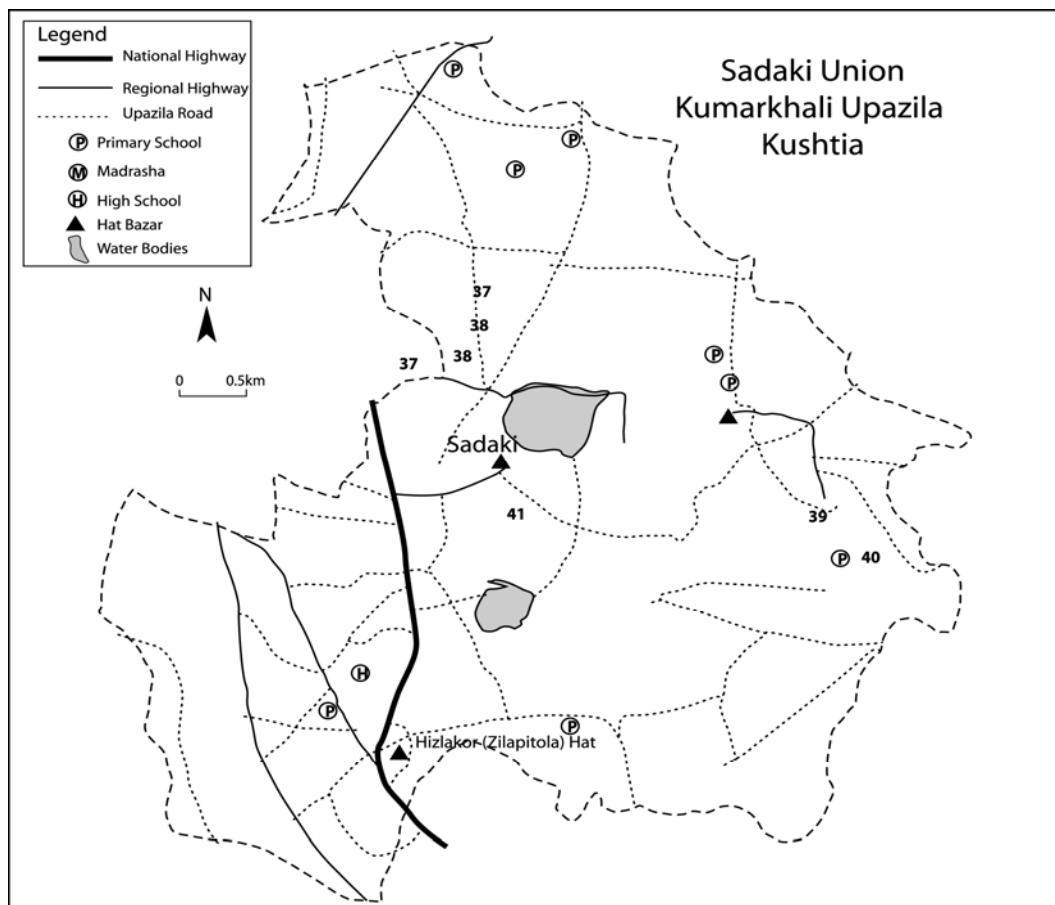 Legend
National Highway
Regional Highway
Upazila Road
P Primary School
M Madrasha
H High School
Hat Bazar
Water Bodies
Sadaki Union
Kumarkhali Upazila
Kushtia
N
0 0.5km
P
P
P
37
38
37 38
P
P
Sadaki
41
39
P 40
H
P
P
Hizlakor (Zilapitola) Hat